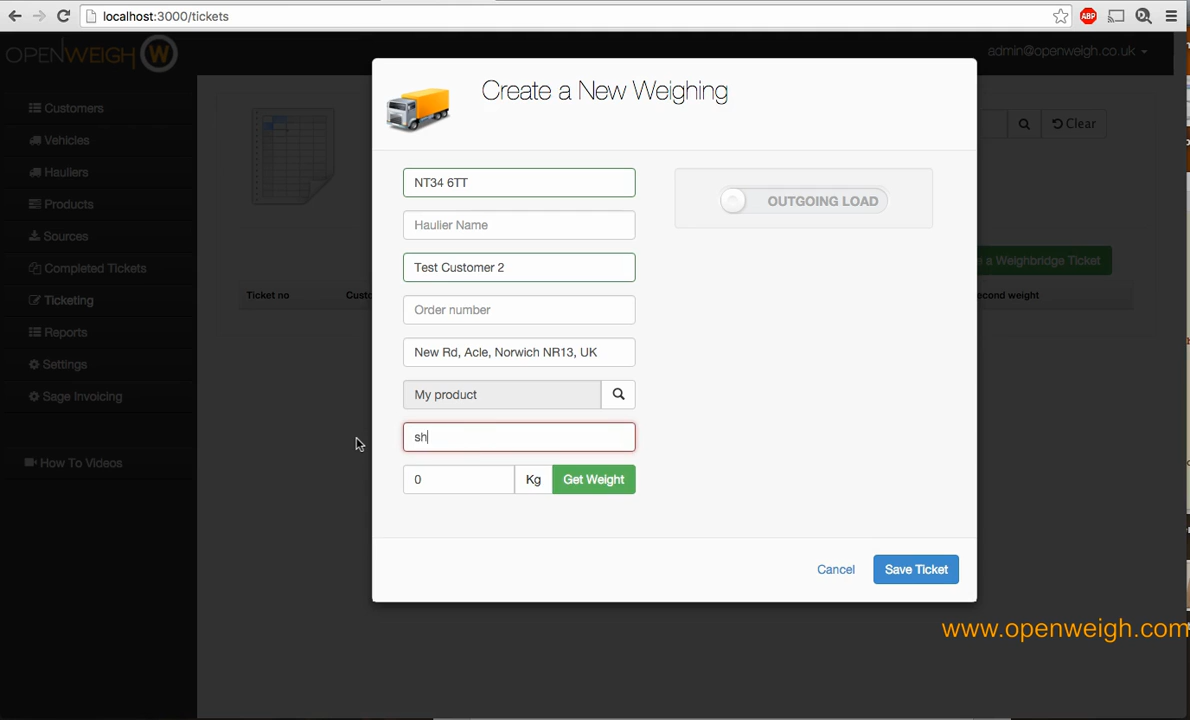 localhost:3000/tickets
ABP
OPENWEIGH W
admin@openweigh.co.uk
Customers
Vehicles
Hauliers
Products
Sources
Completed Tickets
Ticketing
Reports
Settings
Sage Invoicing
How To Videos
Clear
a Weighbridge Ticket
Ticket no
Custo
econd weight
Create a New Weighing
NT34 6TT
Haulier Name
Test Customer 2
Order number
New Rd, Acle, Norwich NR13, UK
My product
sh
0 Kg Get Weight
OUTGOING LOAD
Cancel Save Ticket
www.openweigh.com